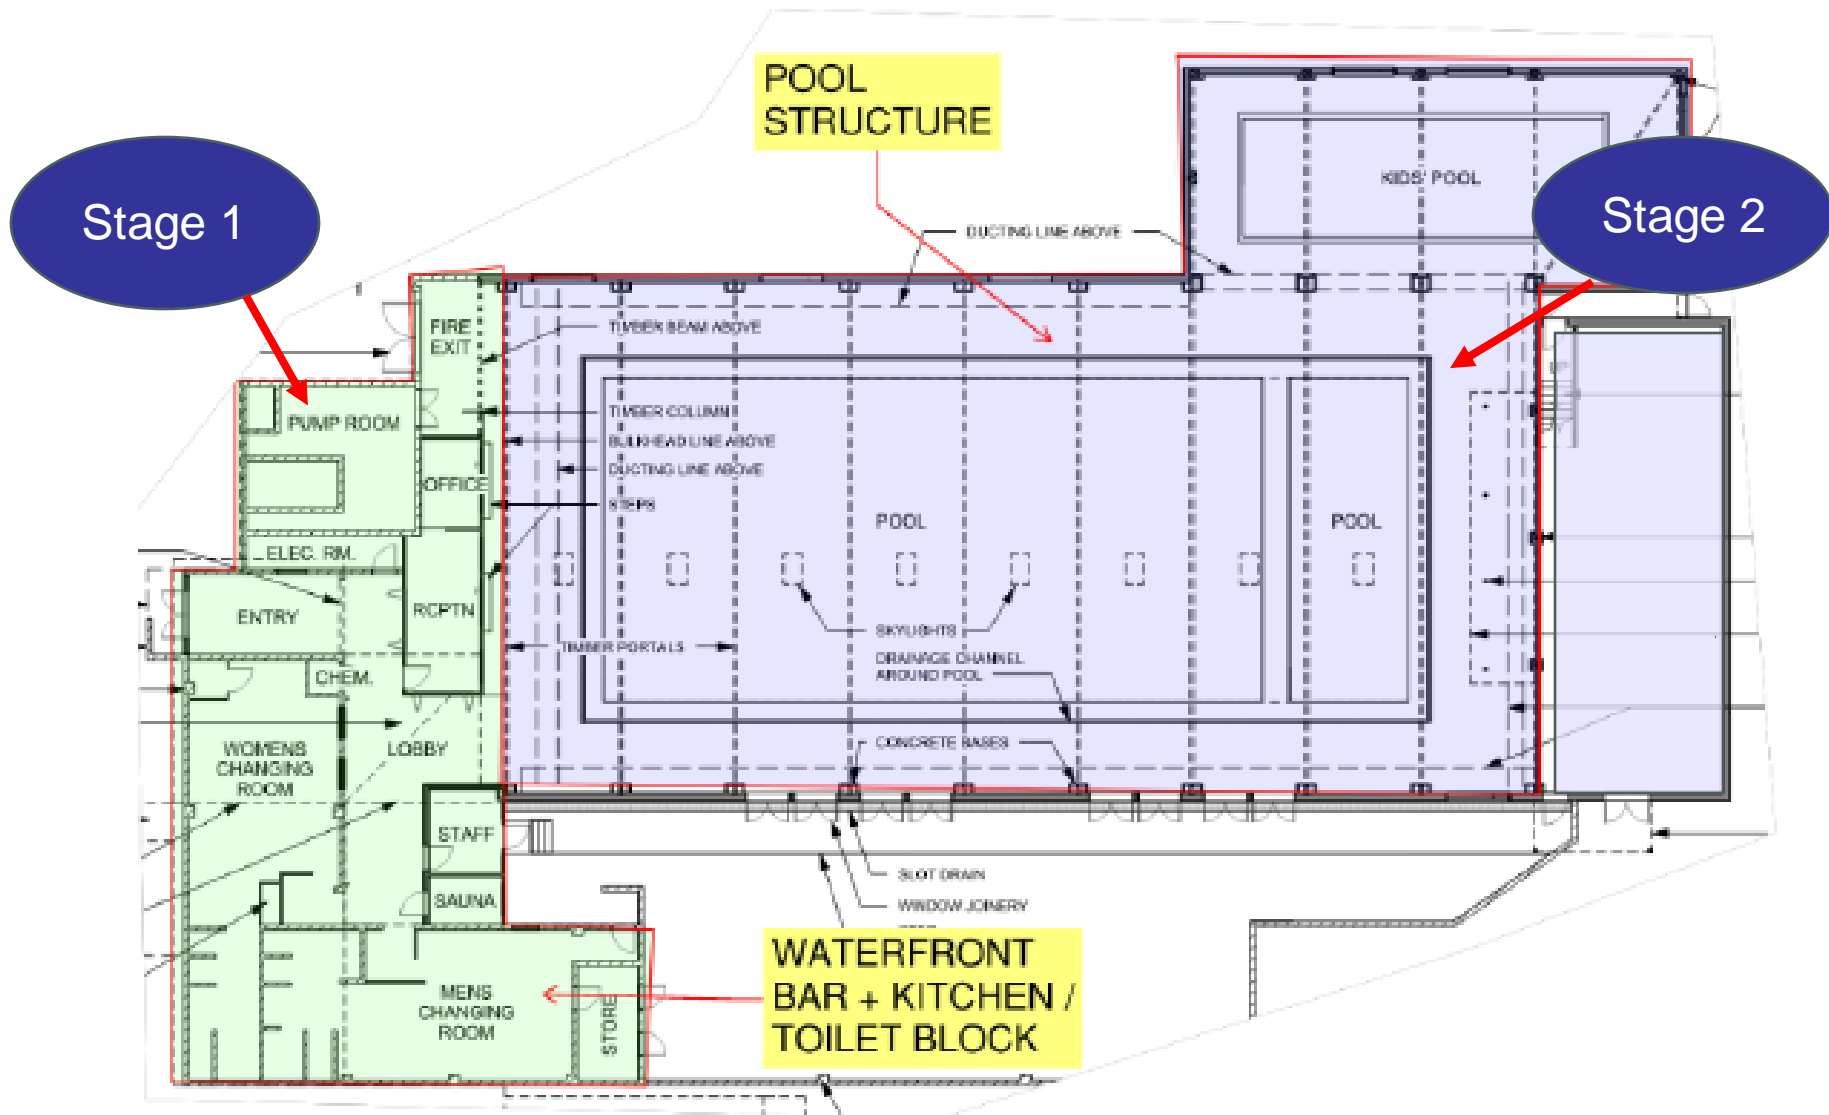 POOL
STRUCTURE
Stage 1
Stage 2
KIDS' POOL
DUCTING LINE ABOVE
FIRE
EXIT
TIMBER BEAM ABOVE
PUMP ROOM
TIMBER COLUMN
BULKHEAD LINE ABOVE
DUCTING LINE ABOVE
OFFICE
STEPS
POOL
POOL
ELEC. RM.
ENTRY
RCPTN
SKYLIGHTS
TIMBER PORTALS
DRAINAGE CHANNEL
AROUND POOL
CHEM.
WOMENS
CHANGING
ROOM
LOBBY
CONCRETE BASES
STAFF
SLOT DRAIN
SAUNA
WINDOW JOINERY
WATERFRONT
BAR + KITCHEN /
TOILET BLOCK
MENS
CHANGING
ROOM
STORE